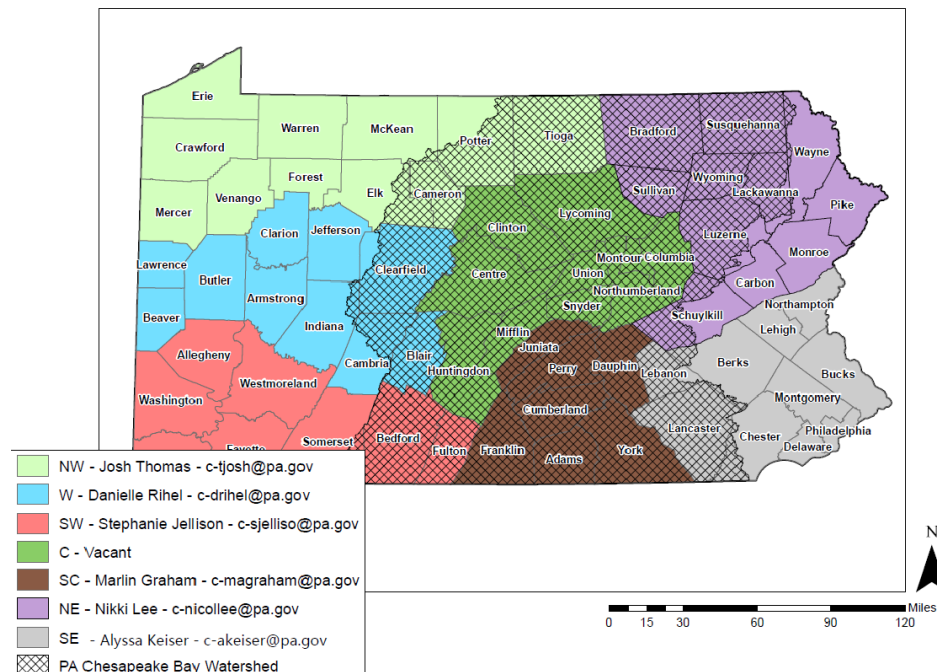 Erie
Warren
McKean
Potter
Tioga
Bradford
Susquehanna
Wayne
Crawford
Forest
Elk
Cameron
Sullivan
Wyoming
Lackawanna
Pike
Mercer
Venango
Clarion
Jefferson
Clinton
Lycoming
Luzerne
Monroe
Lawrence
Butler
Clearfield
Centre
Union
Montour
Columbia
Carbon
Armstrong
Snyder
Northumberland
Schuylkill
Northampton
Beaver
Indiana
Mifflin
Juniata
Lehigh
Allegheny
Cambria
Blair
Huntingdon
Perry
Dauphin
Lebanon
Berks
Bucks
Westmoreland
Washington
Cumberland
Lancaster
Montgomery
Somerset
Bedford
Fulton
Franklin
Adams
York
Chester
Philadelphia
Delaware
Fayette
NW - Josh Thomas - c-tjosh@pa.gov
W - Danielle Rihel - c-drihel@pa.gov
SW - Stephanie Jellison - c-sjelliso@pa.gov
C - Vacant
SC - Marlin Graham - c-magraham@pa.gov
NE - Nikki Lee - c-nicollee@pa.gov
SE - Alyssa Keiser - c-akeiser@pa.gov
PA Chesapeake Bay Watershed
N
Miles
0 15 30 60 90 120